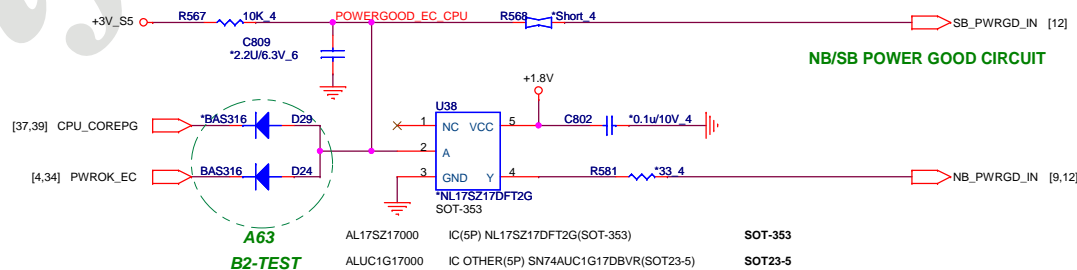 +3V_S5 R567 10K_4 POWERGOOD_EC_CPU R568 *Short_4 SB_PWRGD_IN [12]
C809
*2.2U/6.3V_6
NB/SB POWER GOOD CIRCUIT
+1.8V
[37,39] CPU_COREPG *BAS316 D29
U38
1 NC VCC 5 C802 *0.1u/10V_4
2 A
[4,34] PWROK_EC BAS316 D24
3 GND Y 4 R581 *33_4 NB_PWRGD_IN [9,12]
*NL17SZ17DFT2G
SOT-353
A63
B2-TEST
AL17SZ17000 IC(5P) NL17SZ17DFT2G(SOT-353) SOT-353
ALUC1G17000 IC OTHER(5P) SN74AUC1G17DBVR(SOT23-5) SOT23-5